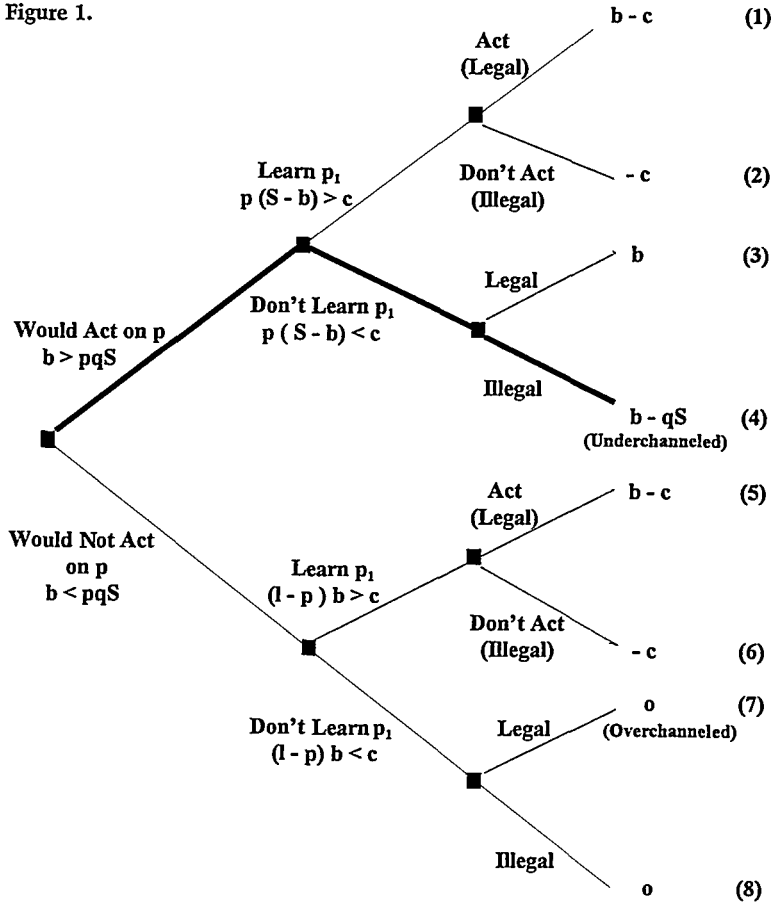 Figure 1.
b - c (1)
Act
(Legal)
Learn p₁
p (S - b) > c
Don't Act
(Illegal)
- c (2)
b (3)
Legal
Don't Learn p₁
p ( S - b) < c
Would Act on p
b > pqS
Illegal
b - qS (4)
(Underchanneled)
Act
(Legal)
b - c (5)
Would Not Act
on p
b < pqS
Learn p₁
(l - p ) b > c
Don't Act
(Illegal)
- c (6)
o (7)
(Overchanneled)
Legal
Don't Learn p₁
(l - p) b < c
Illegal
o (8)